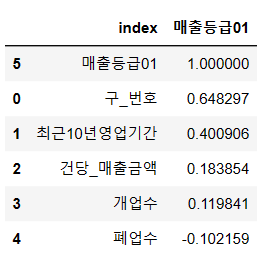 index 매출등급01
5 매출등급01 1.000000
0 구_번호 0.648297
1 최근10년영업기간 0.400906
2 건당_매출금액 0.183854
3 개업수 0.119841
4 폐업수 -0.102159